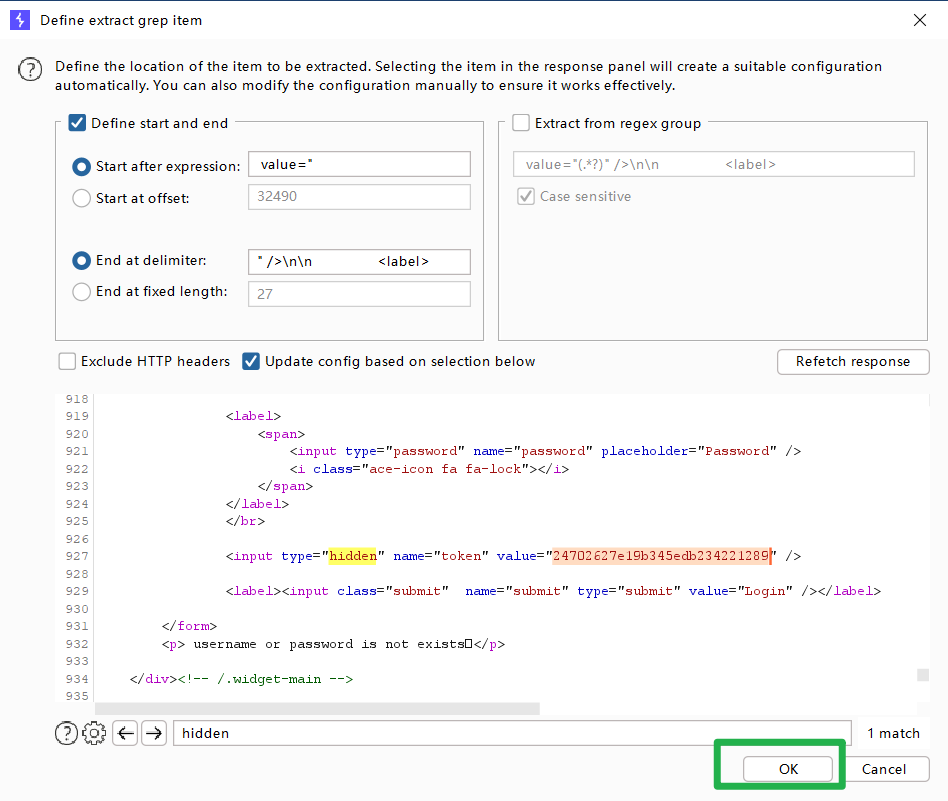 Define extract grep item
Define the location of the item to be extracted. Selecting the item in the response panel will create a suitable configuration
automatically. You can also modify the configuration manually to ensure it works effectively.
Define start and end
Start after expression: value="
Start at offset: 32490
End at delimiter: " />\n\n <label>
End at fixed length: 27
Extract from regex group
value="(.*?)" />\n\n <label>
Case sensitive
Exclude HTTP headers Update config based on selection below Refetch response
918
919 <label>
920 <span>
921 <input type="password" name="password" placeholder="Password" />
922 <i class="ace-icon fa fa-lock"></i>
923 </span>
924 </label>
925 </br>
926
927 <input type="hidden" name="token" value="24702627e19b345edb234221289" />
928
929 <label><input class="submit" name="submit" type="submit" value="Login" /></label>
930
931 </form>
932 <p> username or password is not exists</p>
933
934 </div><!-- /.widget-main -->
935
hidden 1 match
OK Cancel